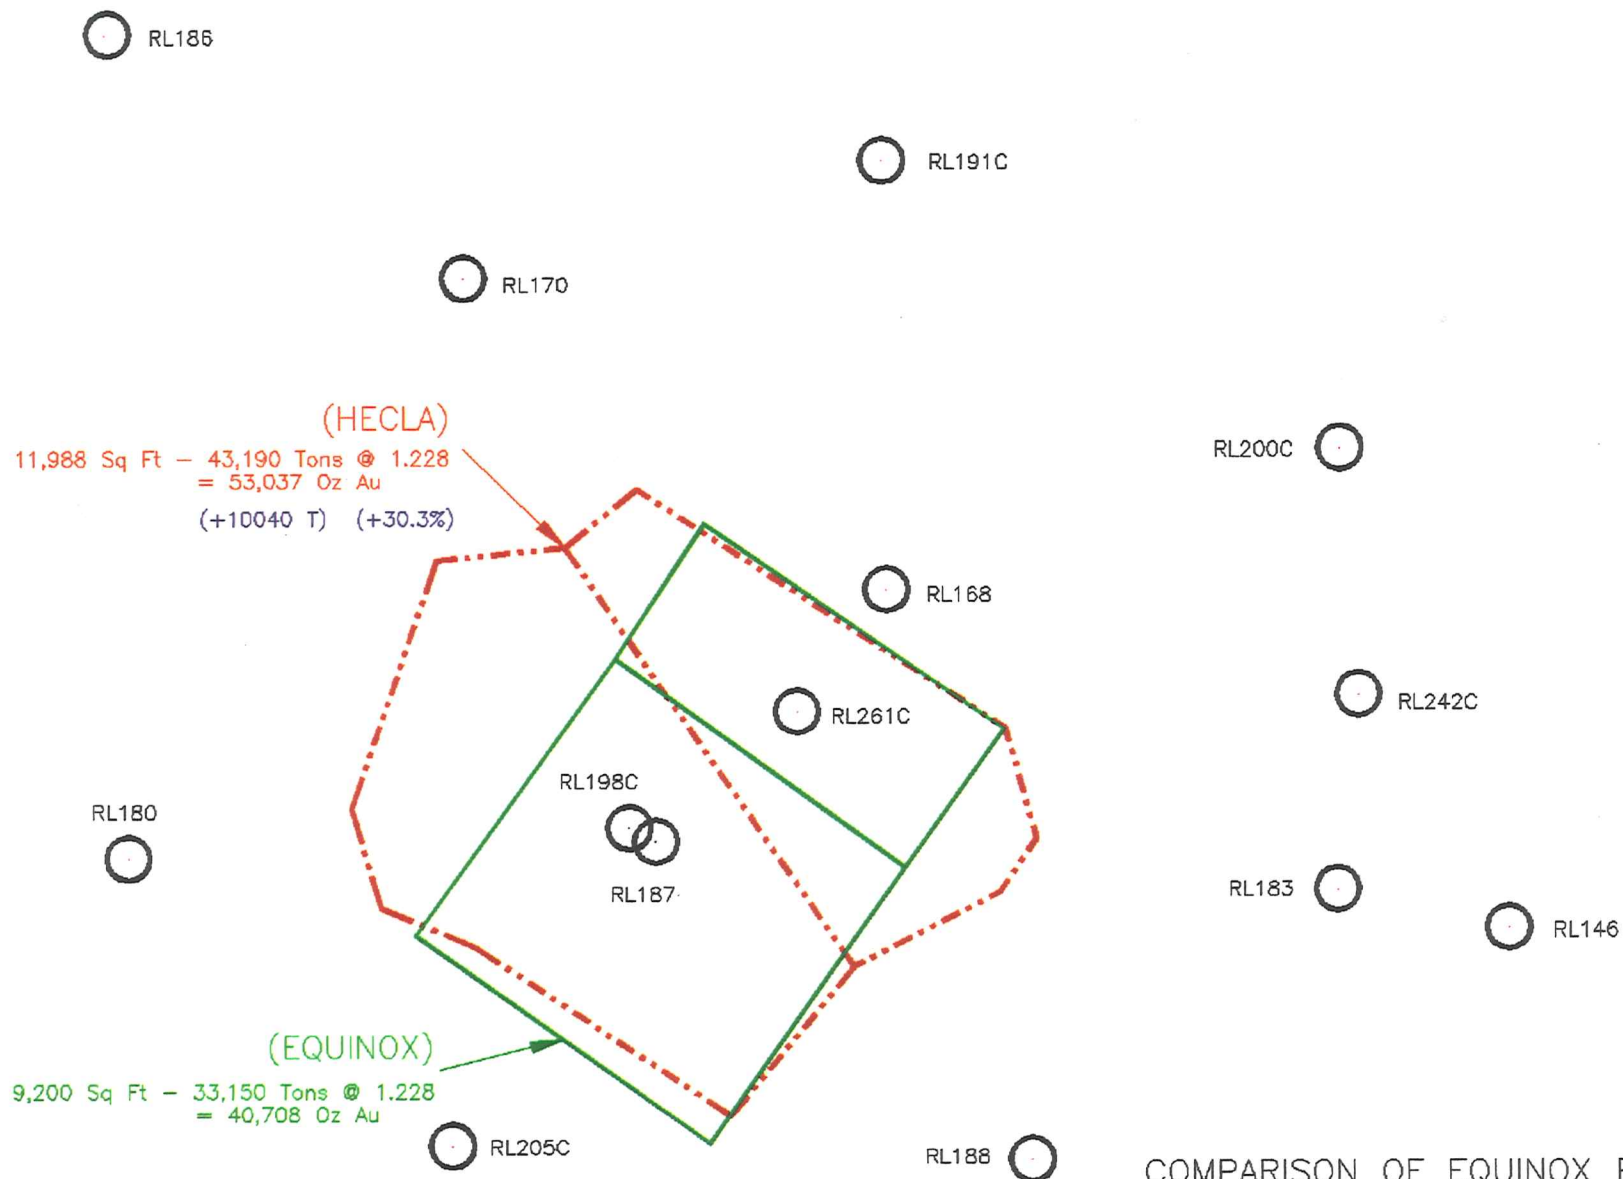 RL186
RL191C
RL170
(HECLA)
11,988 Sq Ft – 43,190 Tons @ 1.228
= 53,037 Oz Au
(+10040 T) (+30.3%)
RL200C
RL168
RL242C
RL261C
RL198C
RL180
RL187
RL183
RL146
(EQUINOX)
9,200 Sq Ft – 33,150 Tons @ 1.228
= 40,708 Oz Au
RL205C
RL188
COMPARISON OF EQUINOX